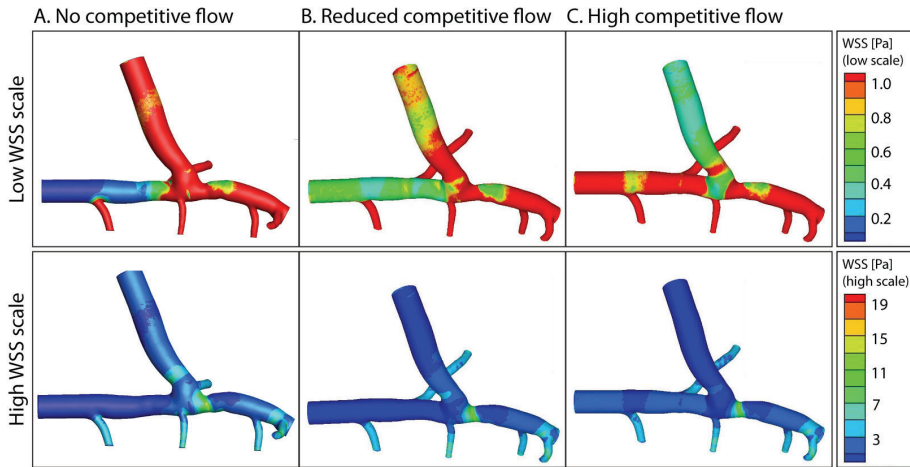 A. No competitive flow
B. Reduced competitive flow
C. High competitive flow
Low WSS scale
WSS [Pa]
(low scale)
1.0
0.8
0.6
0.4
0.2
High WSS scale
WSS [Pa]
(high scale)
19
15
11
7
3